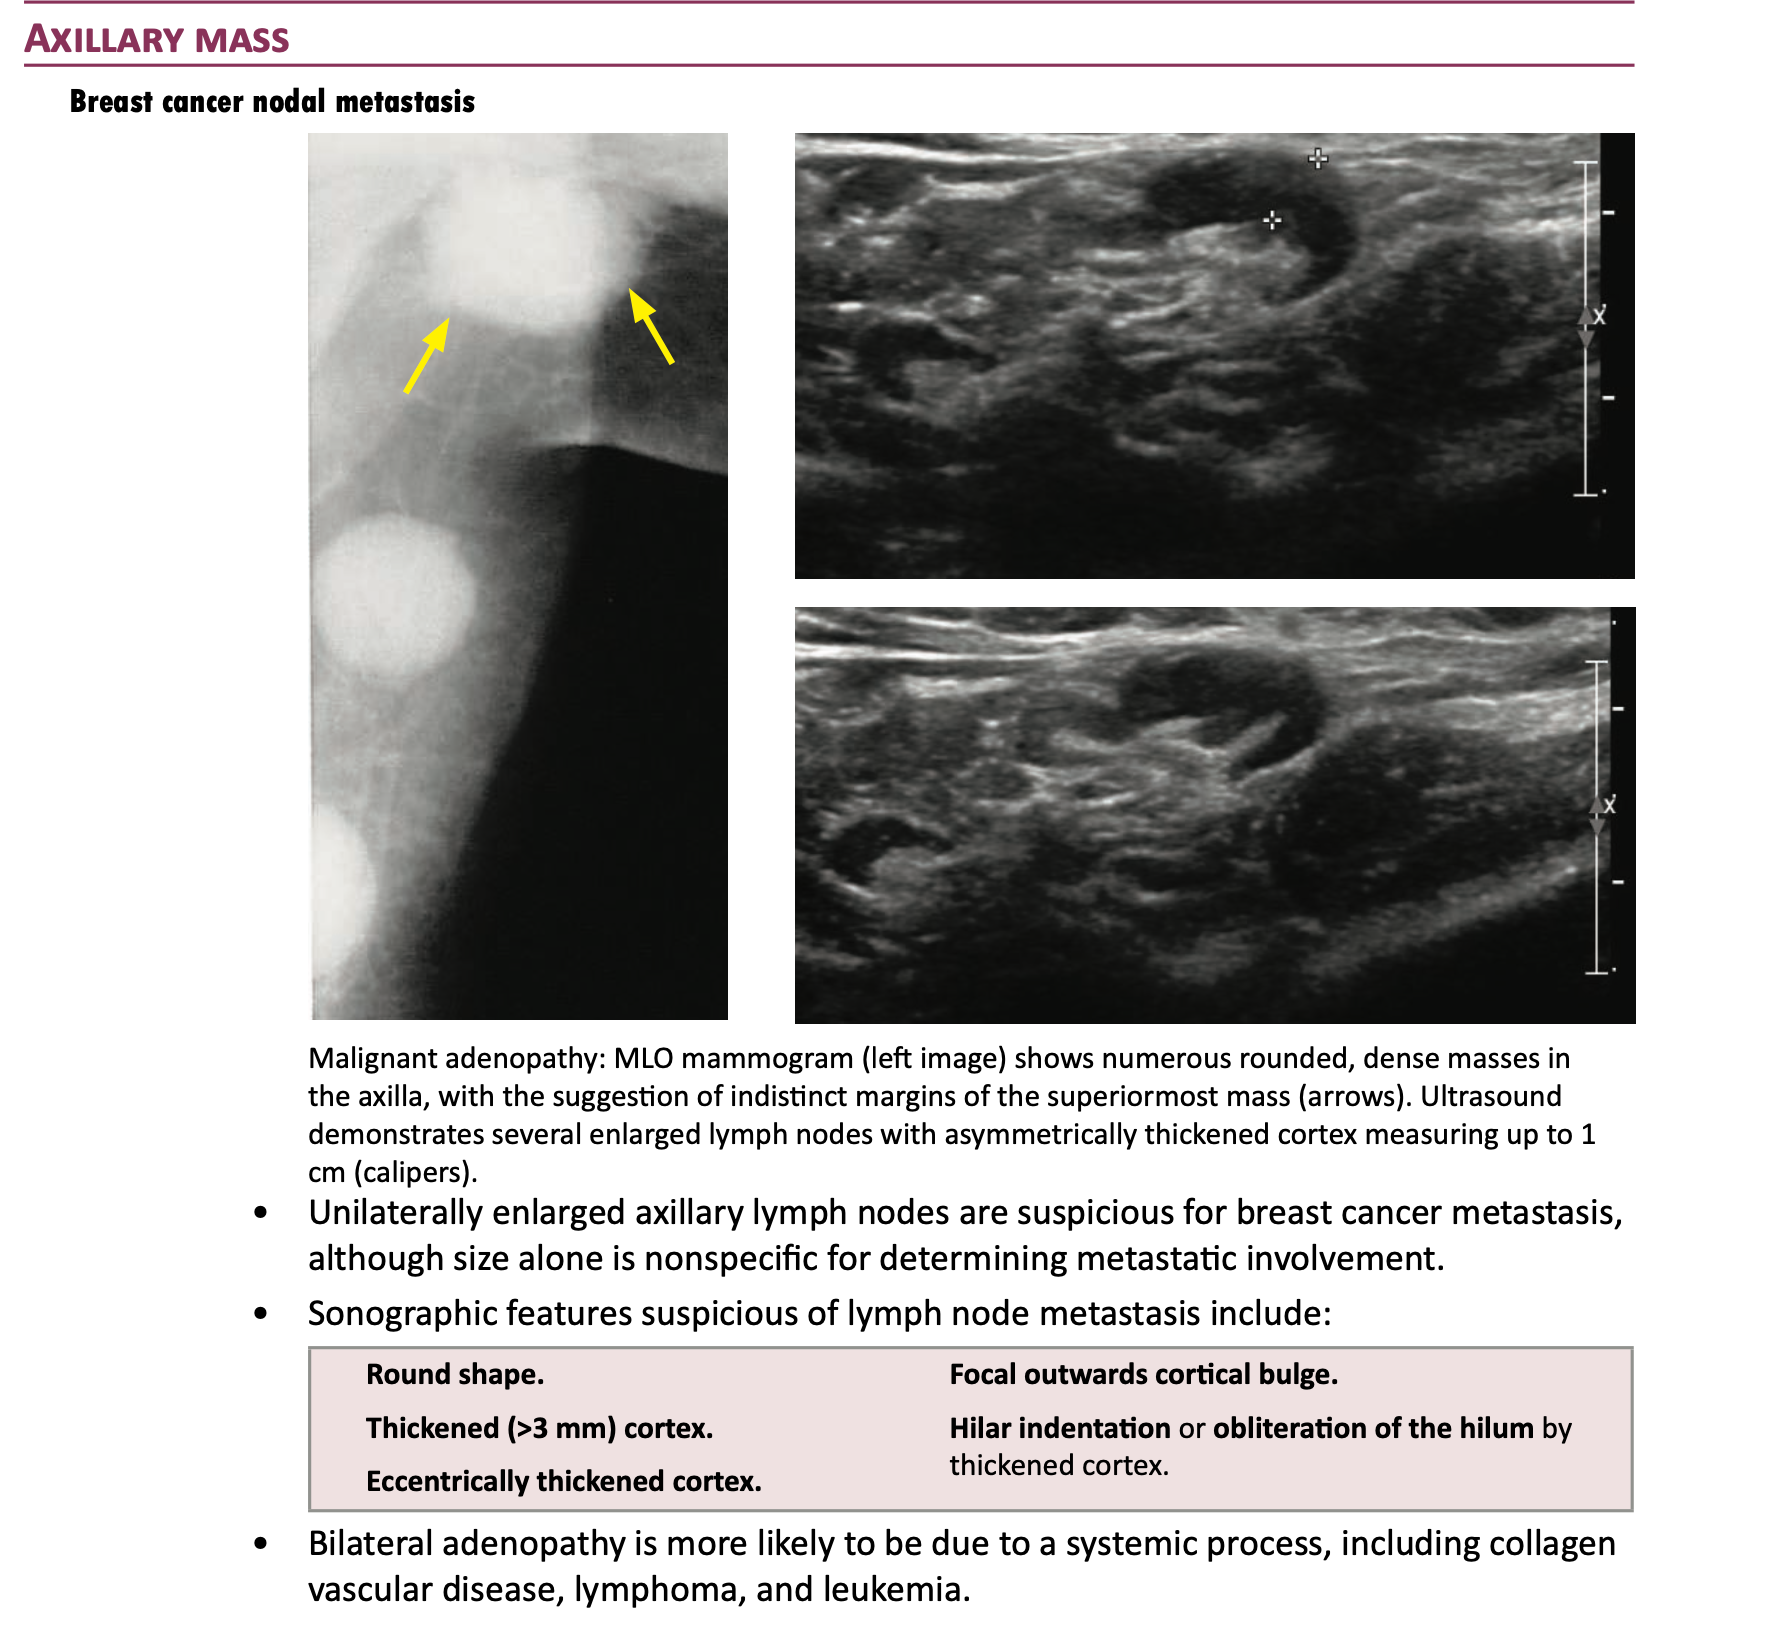 AXILLARY MASS
Breast cancer nodal metastasis
X
X
Malignant adenopathy: MLO mammogram (left image) shows numerous rounded, dense masses in
the axilla, with the suggestion of indistinct margins of the superiormost mass (arrows). Ultrasound
demonstrates several enlarged lymph nodes with asymmetrically thickened cortex measuring up to 1
cm (calipers).
• Unilaterally enlarged axillary lymph nodes are suspicious for breast cancer metastasis,
although size alone is nonspecific for determining metastatic involvement.
• Sonographic features suspicious of lymph node metastasis include:
Round shape.
Thickened (>3 mm) cortex.
Eccentrically thickened cortex.
Focal outwards cortical bulge.
Hilar indentation or obliteration of the hilum by
thickened cortex.
• Bilateral adenopathy is more likely to be due to a systemic process, including collagen
vascular disease, lymphoma, and leukemia.